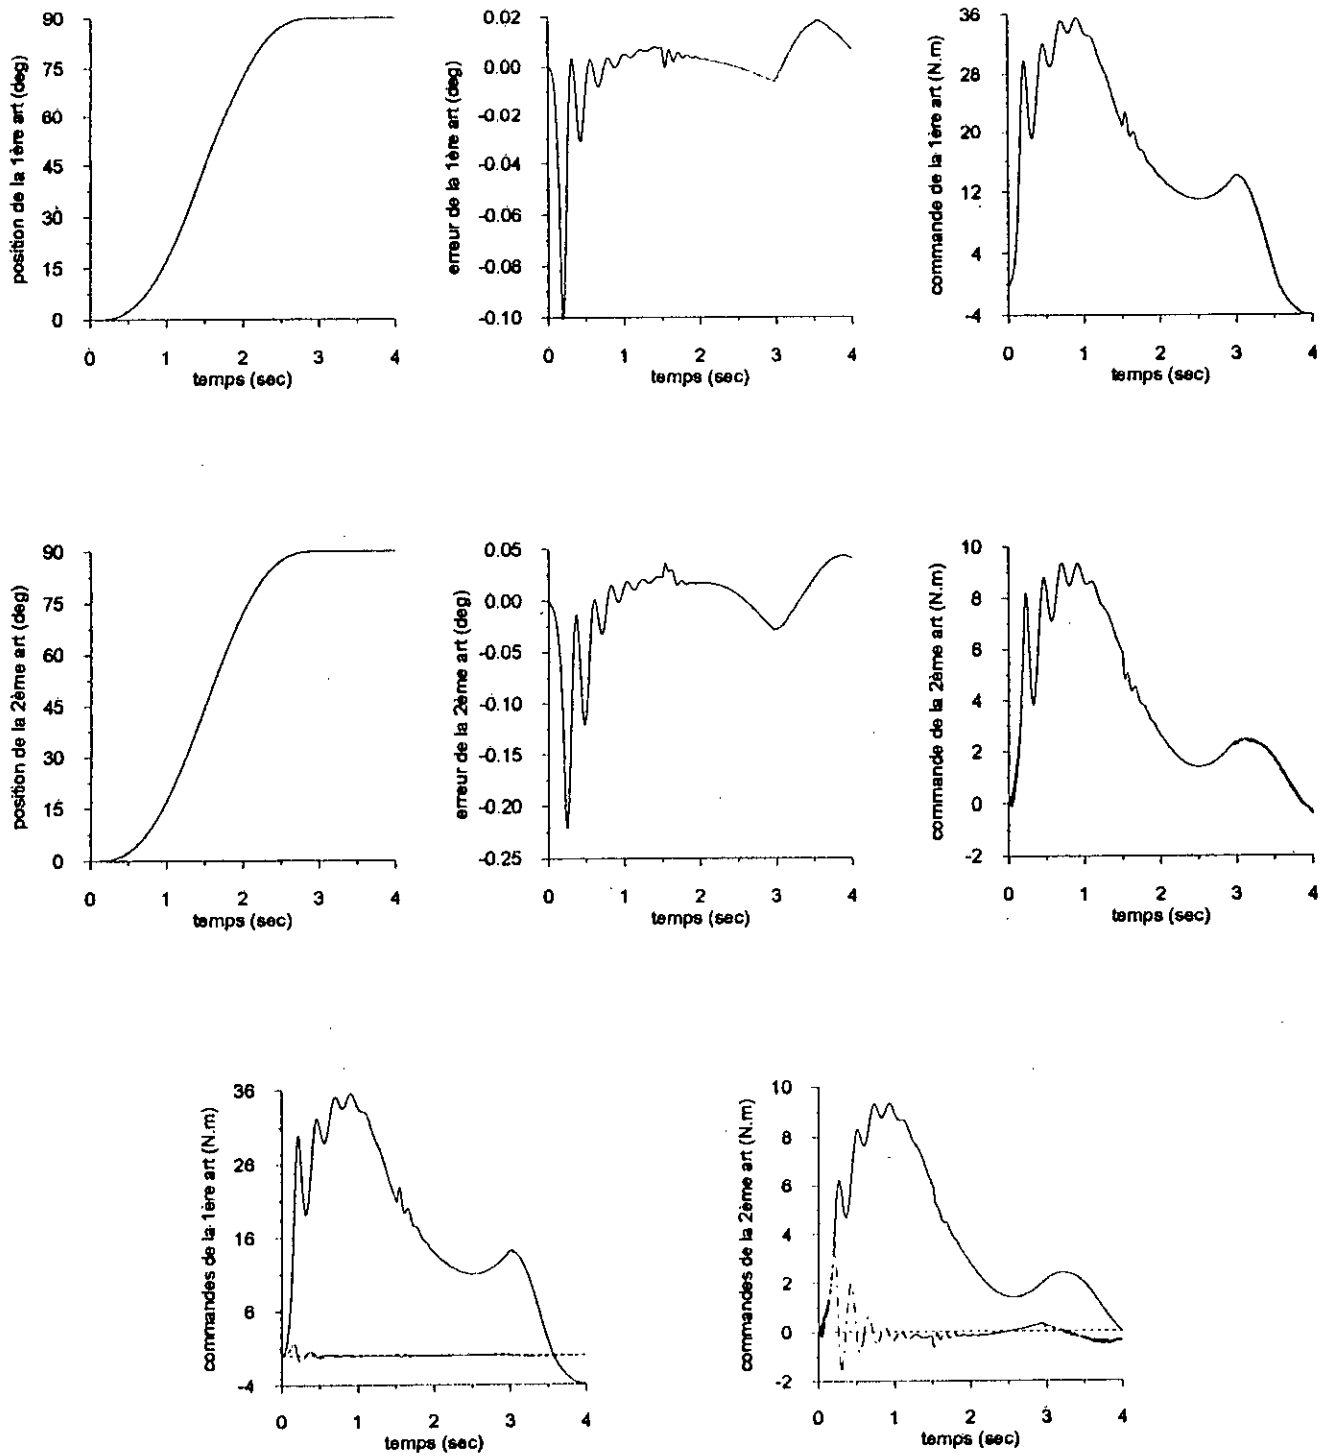 position de la 1ère art (deg)
90
75
60
45
30
15
0
0 1 2 3 4
temps (sec)
erreur de la 1ère art (deg)
0.02
0.00
-0.02
-0.04
-0.06
-0.08
-0.10
0 1 2 3 4
temps (sec)
commande de la 1ère art (N.m)
36
28
20
12
4
-4
0 1 2 3 4
temps (sec)
position de la 2ème art (deg)
90
75
60
45
30
15
0
0 1 2 3 4
temps (sec)
erreur de la 2ème art (deg)
0.05
0.00
-0.05
-0.10
-0.15
-0.20
-0.25
0 1 2 3 4
temps (sec)
commande de la 2ème art (N.m)
10
8
6
4
2
0
-2
0 1 2 3 4
temps (sec)
commandes de la 1ère art (N.m)
36
26
16
6
-4
0 1 2 3 4
temps (sec)
commandes de la 2ème art (N.m)
10
8
6
4
2
0
-2
0 1 2 3 4
temps (sec)